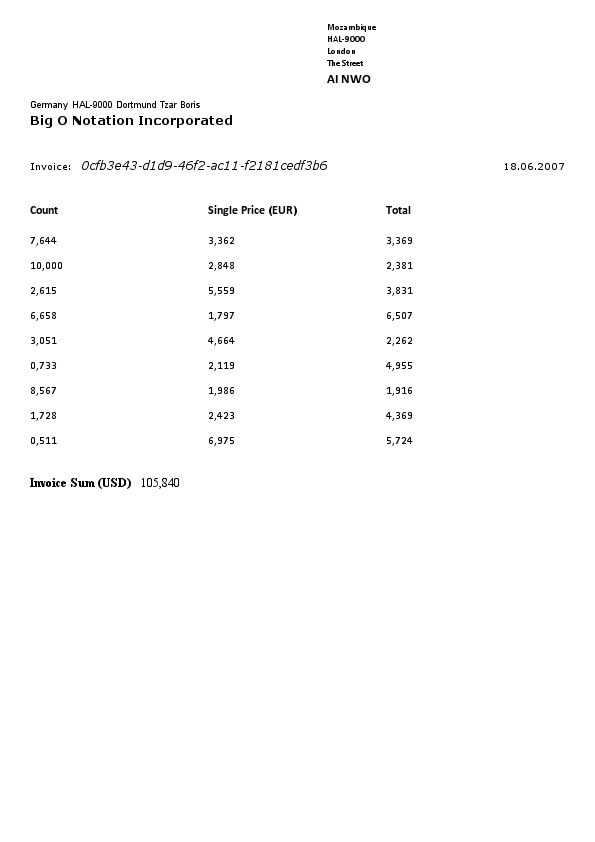 Mozambique
HAL-9000
London
The Street
AI NWO
Germany HAL-9000 Dortmund Tzar Boris
Big O Notation Incorporated
Invoice: 0cfb3e43-d1d9-46f2-ac11-f2181cedf3b6 18.06.2007
Count Single Price (EUR) Total
7,644 3,362 3,369
10,000 2,848 2,381
2,615 5,559 3,831
6,658 1,797 6,507
3,051 4,664 2,262
0,733 2,119 4,955
8,567 1,986 1,916
1,728 2,423 4,369
0,511 6,975 5,724
Invoice Sum (USD) 105,840